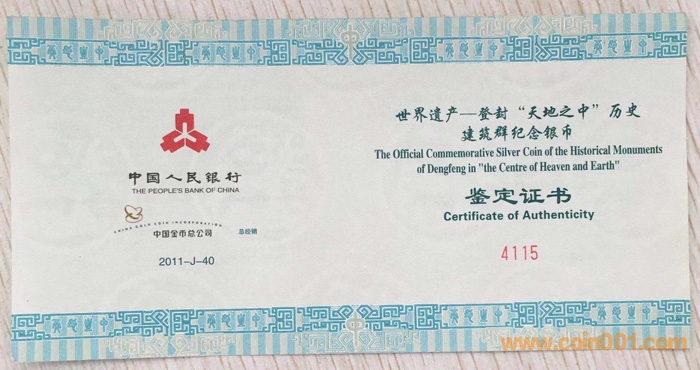 中国人民银行
THE PEOPLE'S BANK OF CHINA
CHINA GOLD COIN INCORPORATION
中国金币总公司 总经销
2011-J-40
世界遗产—登封“天地之中”历史
建筑群纪念银币
The Official Commemorative Silver Coin of the Historical Monuments
of Dengfeng in "the Centre of Heaven and Earth"
鉴定证书
Certificate of Authenticity
4115
www.coin001.com